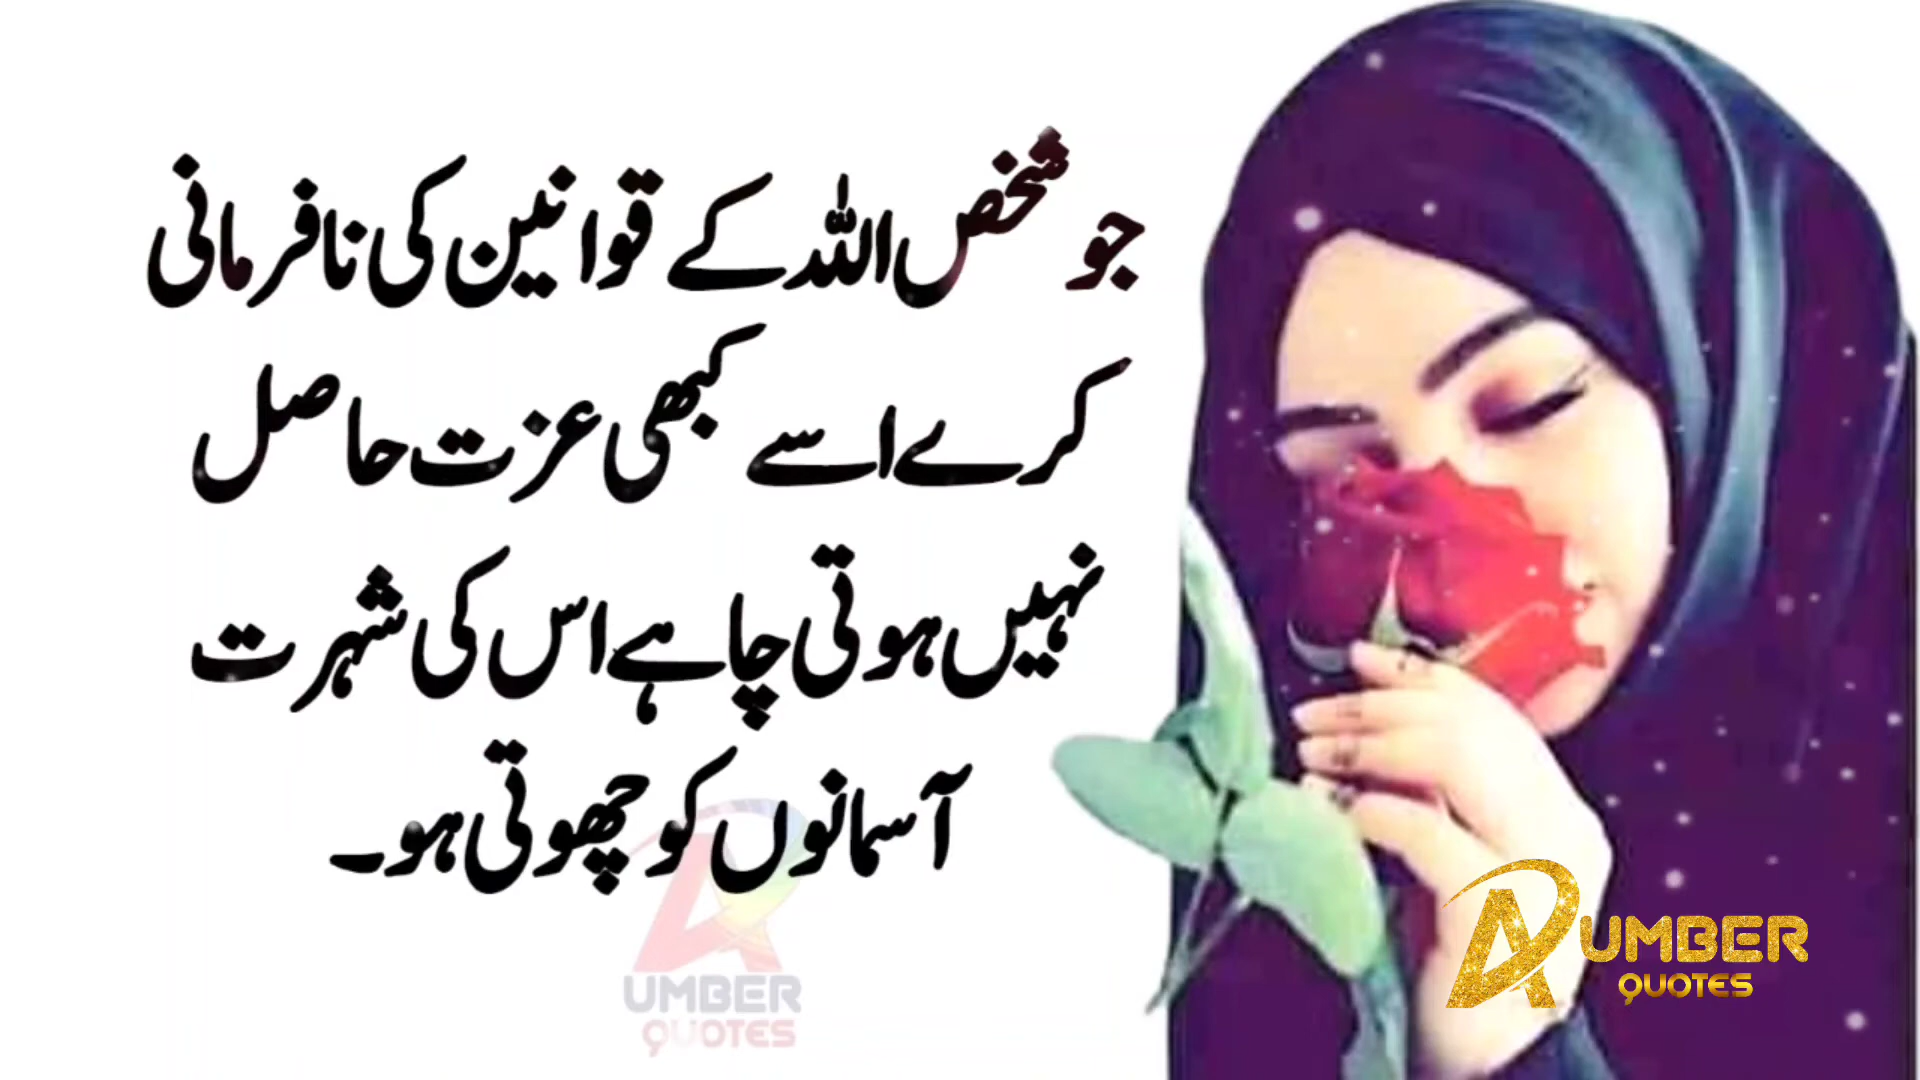 جو شخص اللہ کے قوانین کی نافرمانی
کرے اسے کبھی عزت حاصل
نہیں ہوتی چاہے اس کی شہرت
آسمانوں کو چھوتی ہو۔
UMBER
QUOTES
UMBER
QUOTES